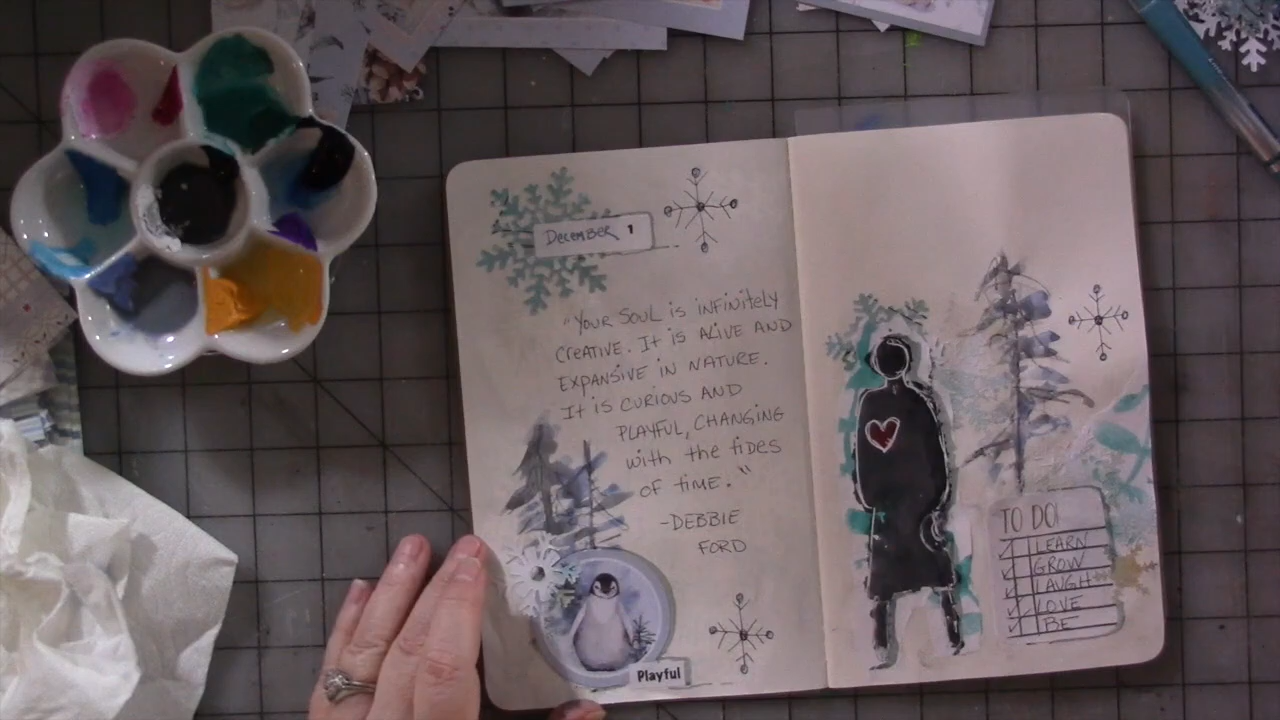 December 1
"Your Soul is infinitely
Creative. It is Alive and
Expansive in Nature.
It is Curious and
Playful, Changing
with the tides
of time."
-Debbie
Ford
Playful
To Do
Learn
Grow
Laugh
Love
Be